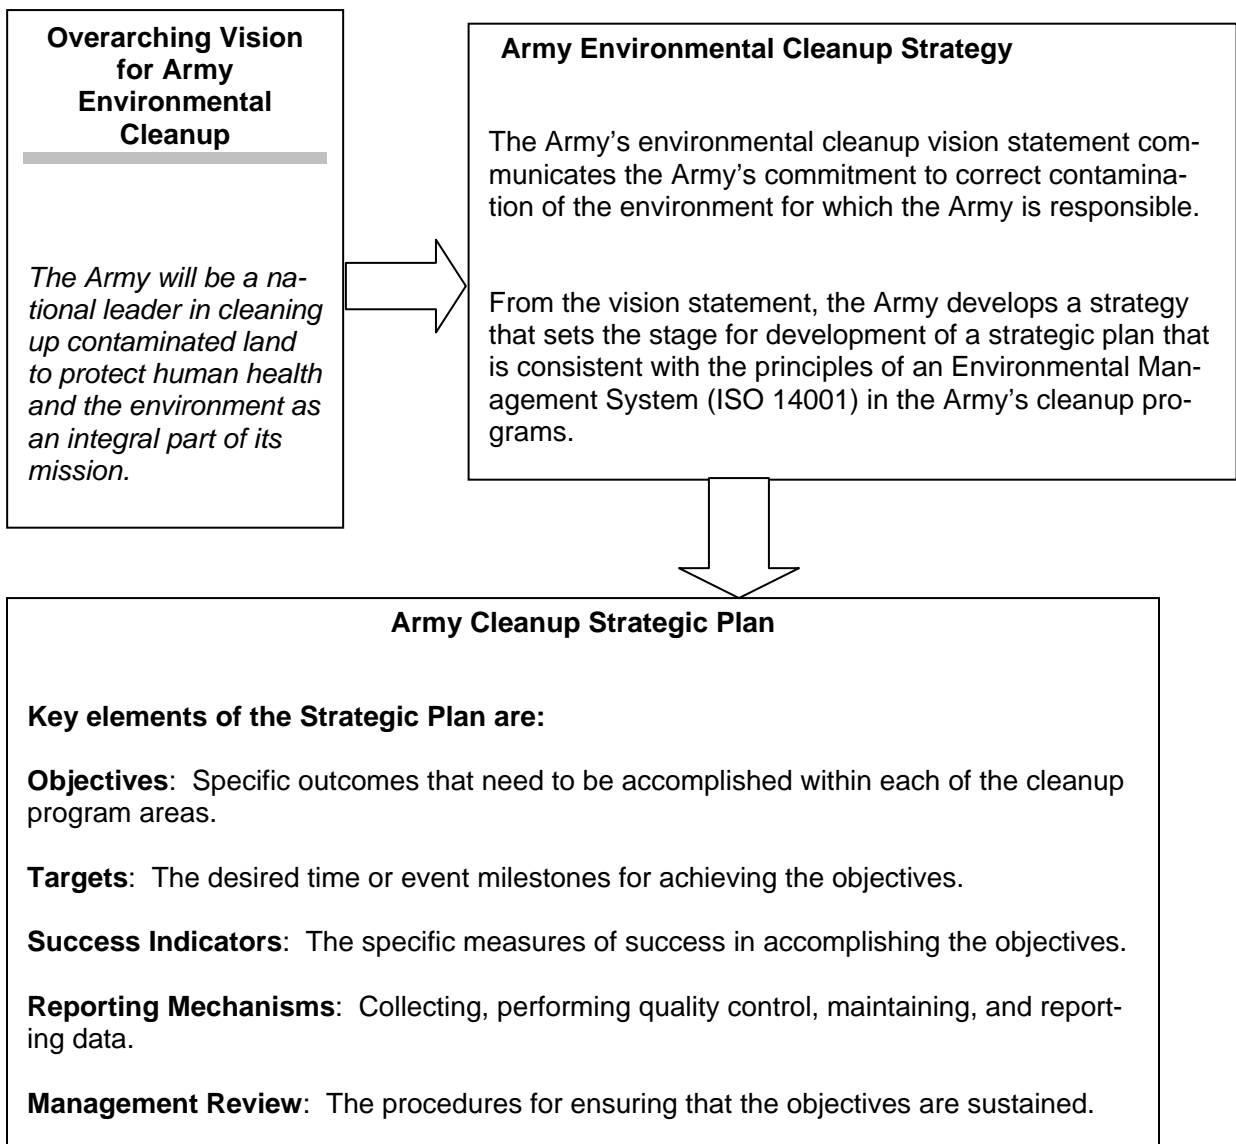 Overarching Vision
for Army
Environmental
Cleanup
The Army will be a na-
tional leader in cleaning
up contaminated land
to protect human health
and the environment as
an integral part of its
mission.
Army Environmental Cleanup Strategy
The Army's environmental cleanup vision statement com-
municates the Army's commitment to correct contamina-
tion of the environment for which the Army is responsible.
From the vision statement, the Army develops a strategy
that sets the stage for development of a strategic plan that
is consistent with the principles of an Environmental Man-
agement System (ISO 14001) in the Army's cleanup pro-
grams.
Army Cleanup Strategic Plan
Key elements of the Strategic Plan are:
Objectives:  Specific outcomes that need to be accomplished within each of the cleanup
program areas.
Targets:  The desired time or event milestones for achieving the objectives.
Success Indicators:  The specific measures of success in accomplishing the objectives.
Reporting Mechanisms:  Collecting, performing quality control, maintaining, and report-
ing data.
Management Review:  The procedures for ensuring that the objectives are sustained.